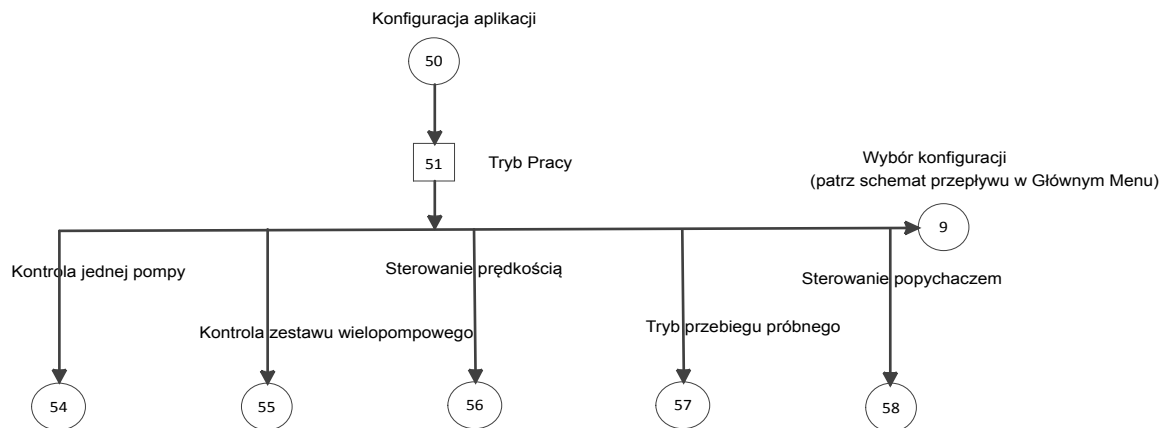 Konfiguracja aplikacji
50
51
Tryb Pracy
Wybór konfiguracji
(patrz schemat przepływu w Głównym Menu)
9
Kontrola jednej pompy
Sterowanie prędkością
Sterowanie popychaczem
Kontrola zestawu wielopompowego
Tryb przebiegu próbnego
54
55
56
57
58